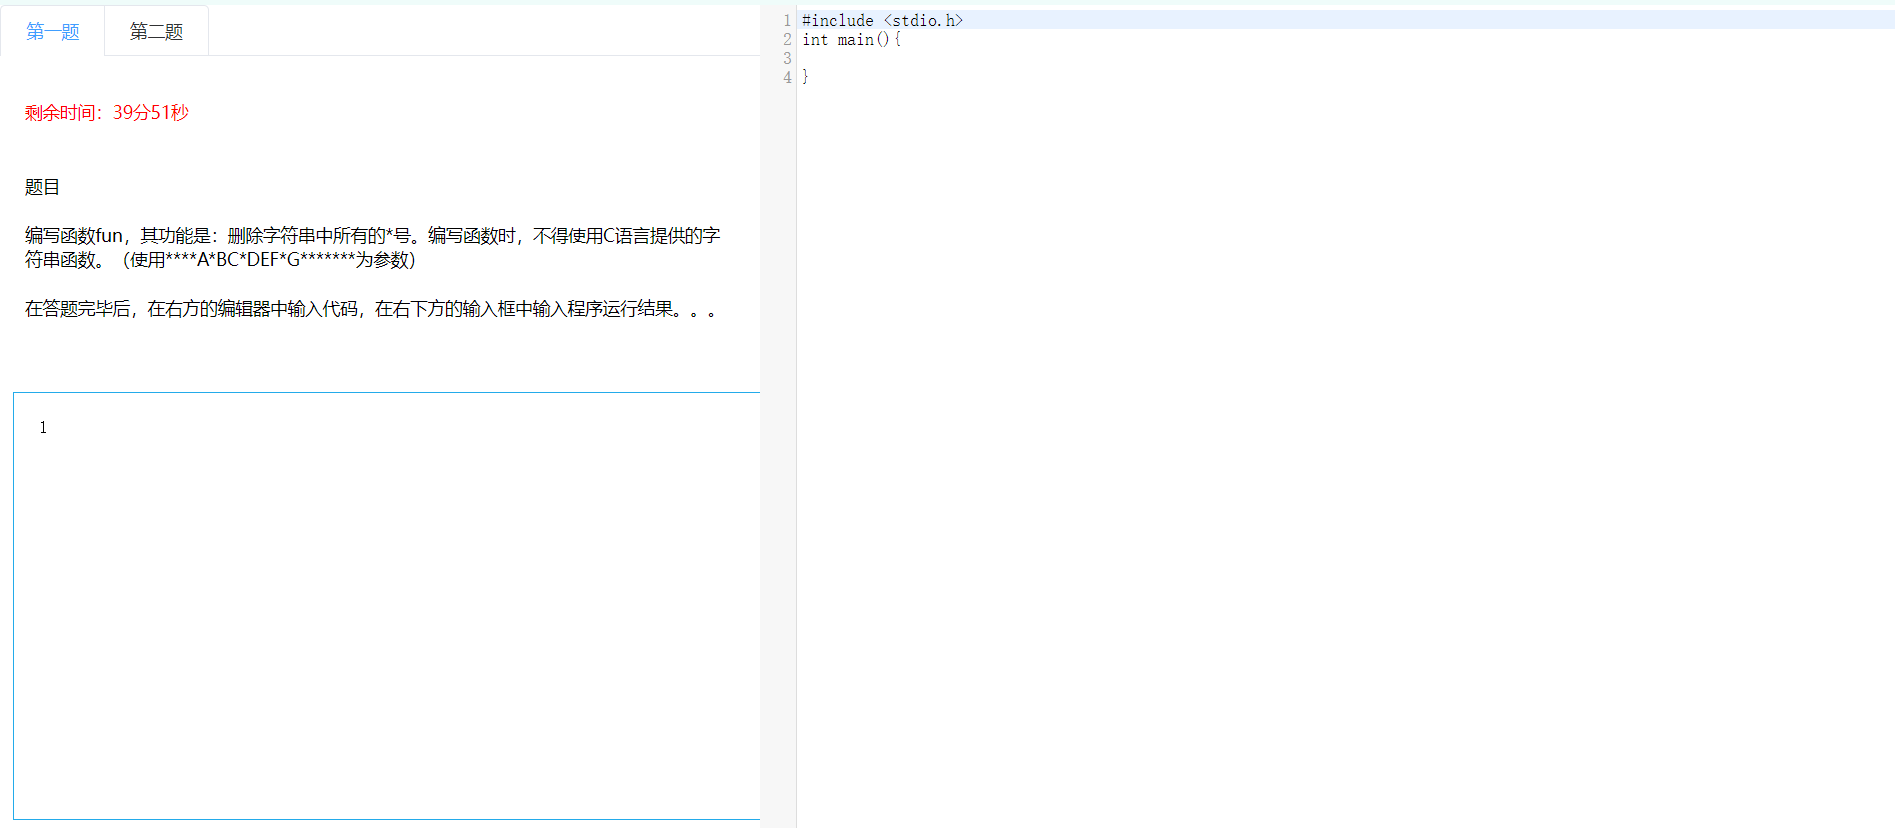 第一题
第二题
剩余时间：39分51秒
题目
编写函数fun，其功能是：删除字符串中所有的*号。编写函数时，不得使用C语言提供的字
符串函数。（使用****A*BC*DEF*G*******为参数）
在答题完毕后，在右方的编辑器中输入代码，在右下方的输入框中输入程序运行结果。。。
1
1 #include <stdio.h>
2 int main(){
3
4 }